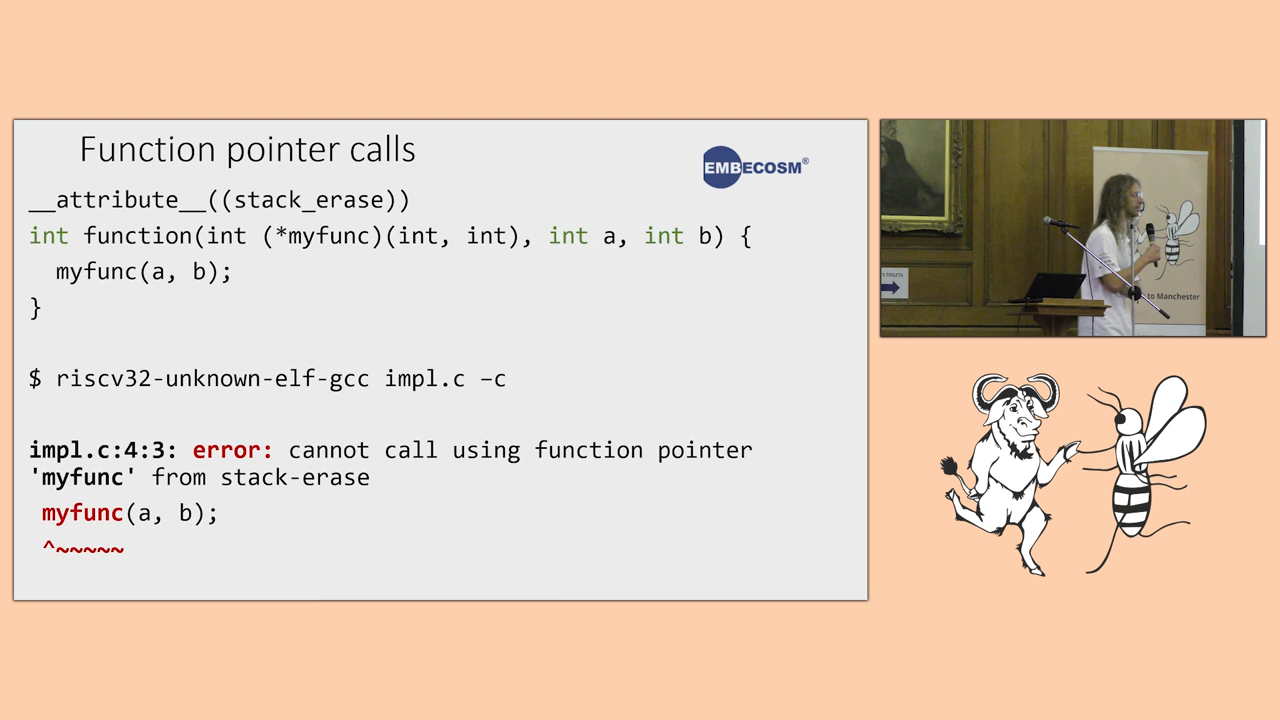 Function pointer calls
EMBECOSM®
__attribute__((stack_erase))
int function(int (*myfunc)(int, int), int a, int b) {
myfunc(a, b);
}
$ riscv32-unknown-elf-gcc impl.c –c
impl.c:4:3: error: cannot call using function pointer
'myfunc' from stack-erase
myfunc(a, b);
^~~~~~
to Manchester